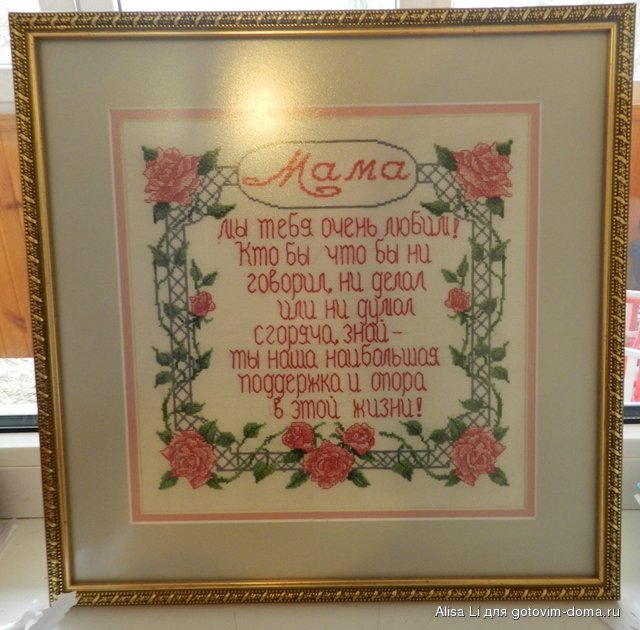 Мама
мы тебя очень любим!
Кто бы что бы ни
говорил, ни делал
или ни думал
сгоряча, знай –
ты наша наибольшая
поддержка и опора
в этой жизни!
Alisa Li для gotovim-doma.ru